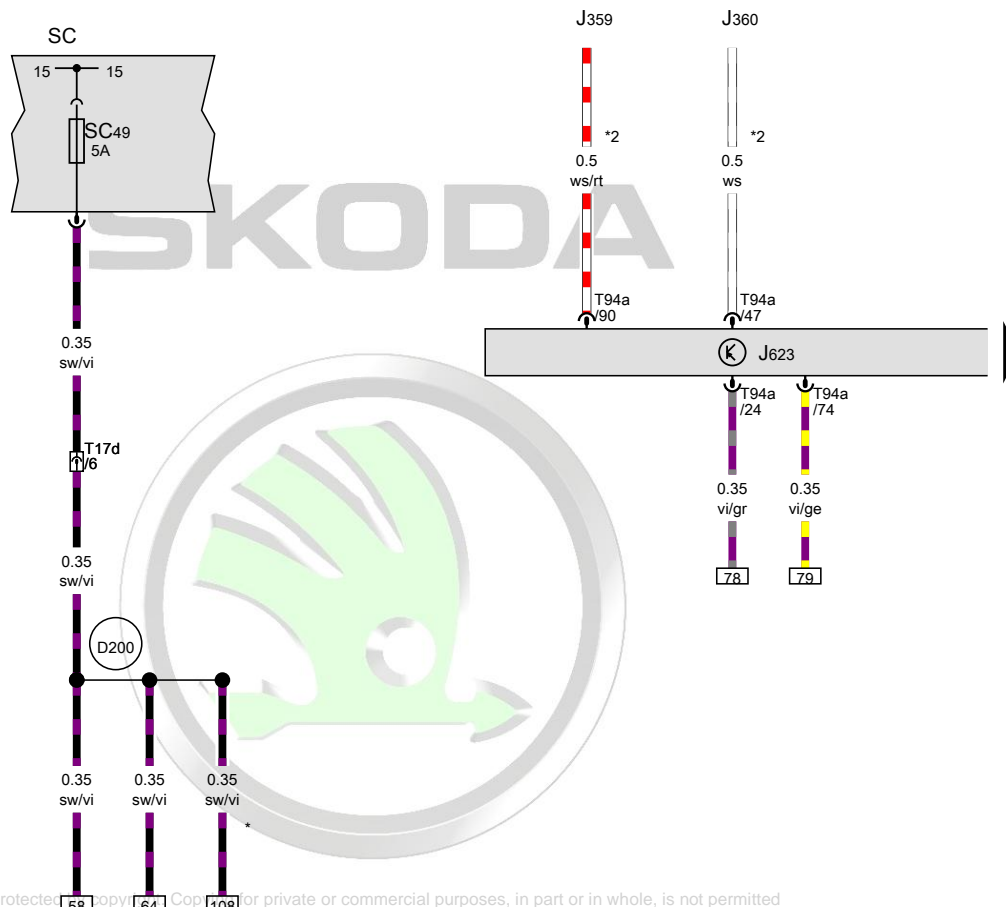 SC
J359
J360
15
15
SC49
5A
*2
*2
0.5
ws/rt
0.5
ws
SKODA
T94a
/90
T94a
/47
J623
T94a
/24
T94a
/74
0.35
sw/vi
T17d
/6
0.35
vi/gr
0.35
vi/ge
0.35
sw/vi
78
79
D200
0.35
sw/vi
0.35
sw/vi
0.35
sw/vi
*
58
64
108
for private or commercial purposes, in part or in whole, is not permitted